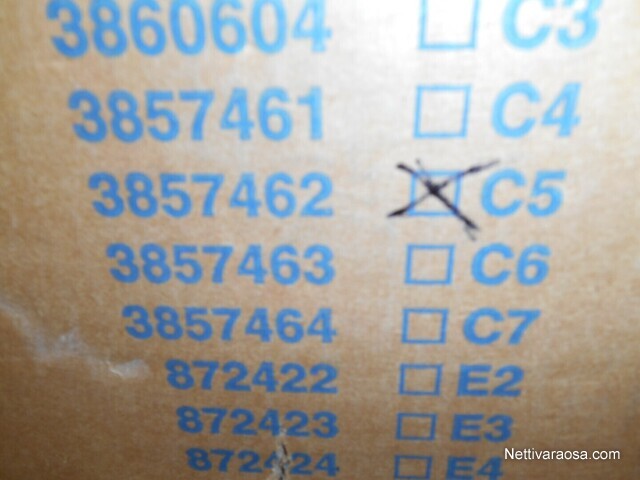 3860604 ☐ C3
3857461 ☐ C4
3857462 ☒ C5
3857463 ☐ C6
3857464 ☐ C7
872422 ☐ E2
872423 ☐ E3
872424 ☐ E4
Nettivaraosa.com